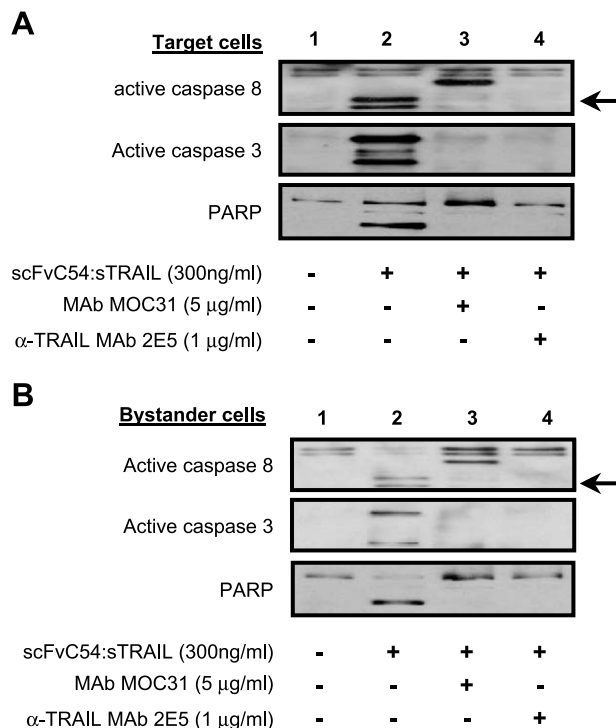 A
Target cells 1 2 3 4
active caspase 8
Active caspase 3
PARP
scFvC54:sTRAIL (300ng/ml) - + + +
MAb MOC31 (5 μg/ml) - - + -
α-TRAIL MAb 2E5 (1 μg/ml) - - - +
B
Bystander cells 1 2 3 4
Active caspase 8
Active caspase 3
PARP
scFvC54:sTRAIL (300ng/ml) - + + +
MAb MOC31 (5 μg/ml) - - + -
α-TRAIL MAb 2E5 (1 μg/ml) - - - +